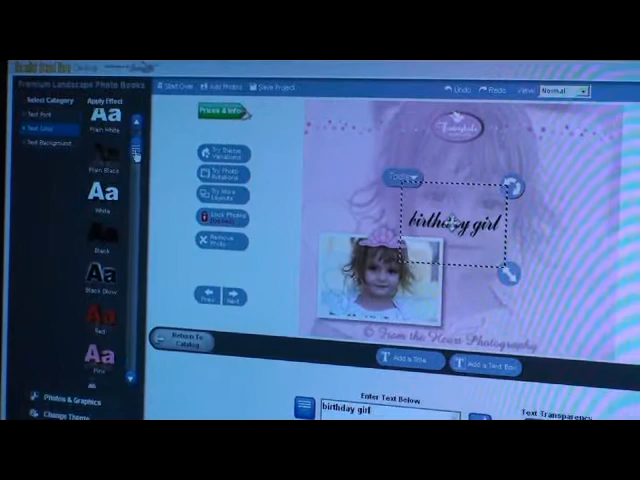 Premium Landscape Photo Books
Start Over
Add Photos
Save Project
Undo
Redo
View:
Normal
Select Category
Apply Effect
Text Font
Text Color
Text Background
Aa
Plain White
Plain Black
Aa
White
Black
Aa
Black Snow
Aa
Red
Aa
Pink
Photos & Graphics
Change Theme
Prices & Info
Try Theme
Variations
Try Photo
Rotations
Try More
Layouts
Lock Photos
Remove
Photo
Prev
Next
Return To
Catalog
Fairytale
Tools
birthday girl
© From the Heart Photography
T Add a Title
T Add a Text Box
Enter Text Below
birthday girl
Text Transparency